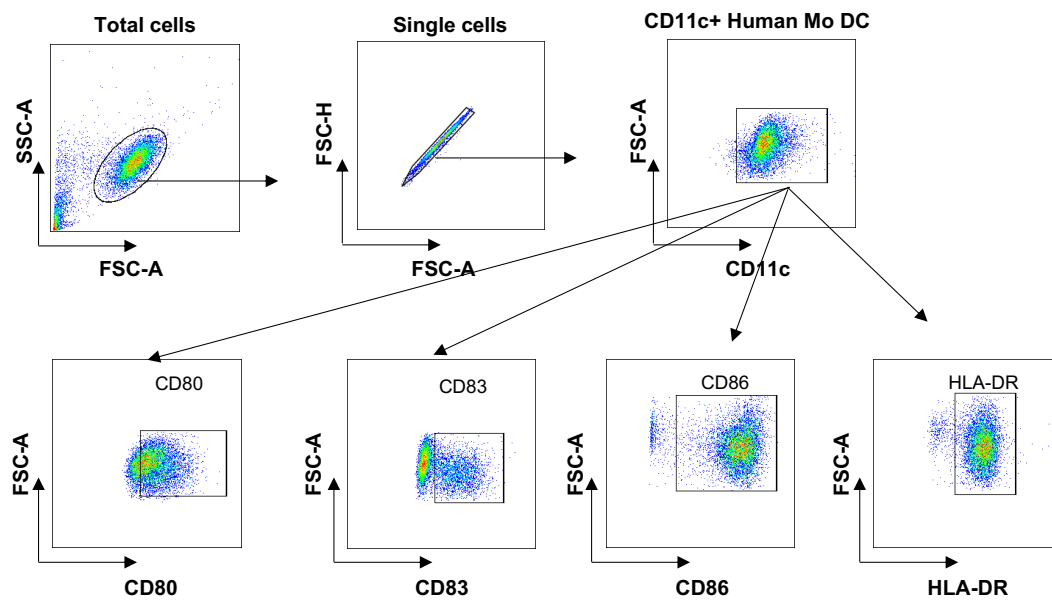 Total cells
Single cells
CD11c+ Human Mo DC
SSC-A
FSC-H
FSC-A
FSC-A
FSC-A
CD11c
CD80
CD83
CD86
HLA-DR
FSC-A
FSC-A
FSC-A
FSC-A
CD80
CD83
CD86
HLA-DR